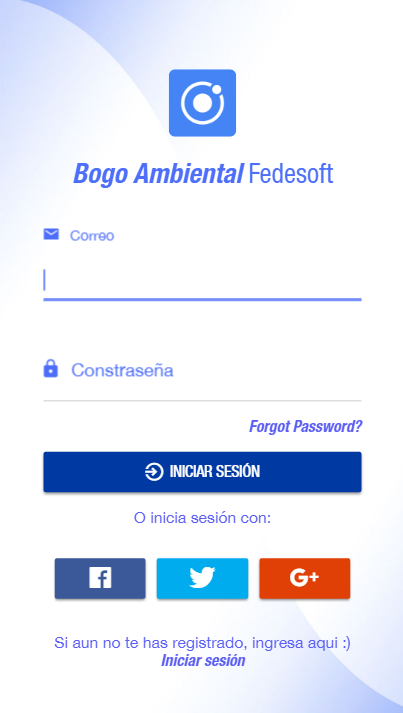 Bogo Ambiental Fedesoft
Correo
Constraseña
Forgot Password?
INICIAR SESIÓN
O inicia sesión con:
G+
Si aun no te has registrado, ingresa aqui :)
Iniciar sesión